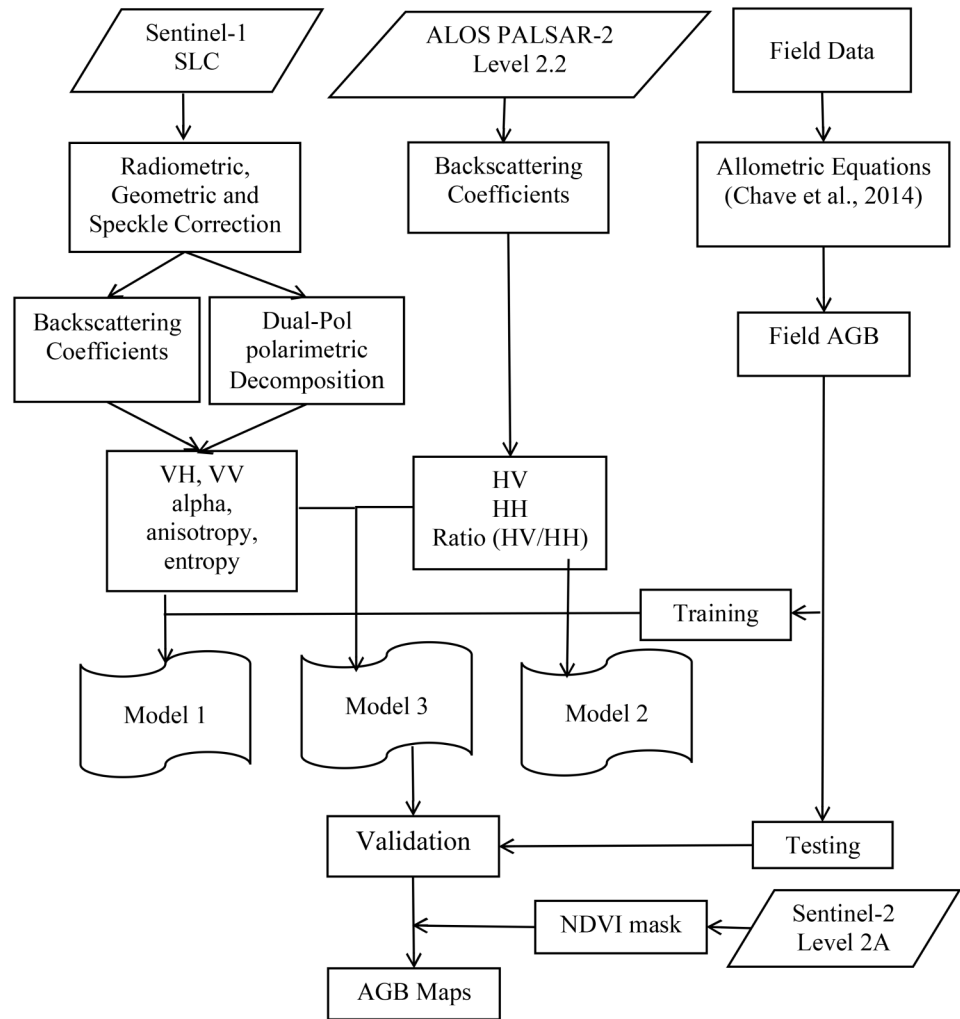 Sentinel-1
SLC
ALOS PALSAR-2
Level 2.2
Field Data
Radiometric,
Geometric and
Speckle Correction
Backscattering
Coefficients
Allometric Equations
(Chave et al., 2014)
Backscattering
Coefficients
Dual-Pol
polarimetric
Decomposition
Field AGB
VH, VV
alpha,
anisotropy,
entropy
HV
HH
Ratio (HV/HH)
Training
Model 1
Model 3
Model 2
Validation
Testing
NDVI mask
Sentinel-2
Level 2A
AGB Maps